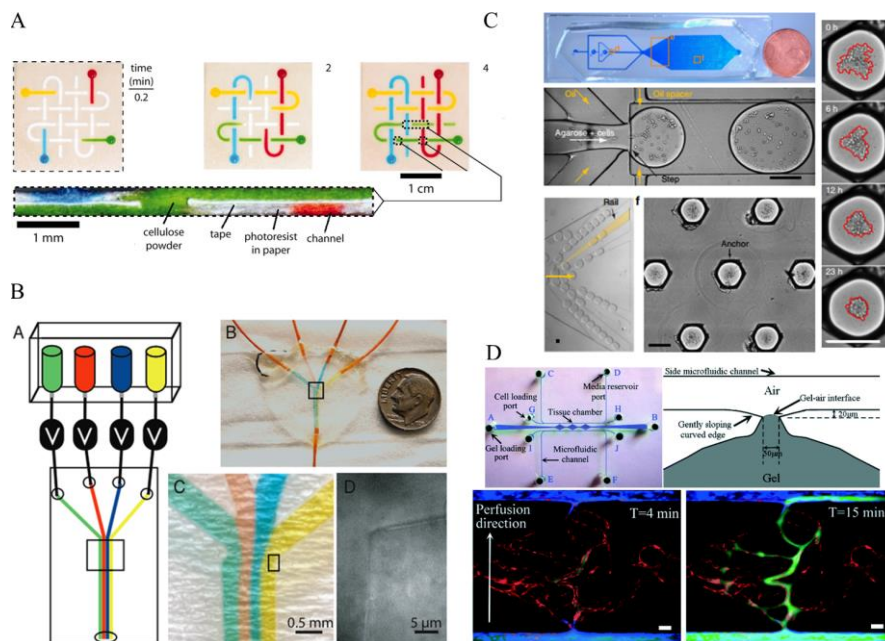 A
time
(min)
0.2
2
4
1 cm
1 mm
cellulose
powder
tape
photoresist
in paper
channel
B
A
V
V
V
V
B
C
D
0.5 mm
5 µm
C
Oil
Oil spacer
Agarose + cells
Step
Rail
f
Anchor
0 h
6 h
12 h
23 h
D
C
D
Cell loading
port
Media reservoir
port
G
Tissue chamber
H
A
B
I
J
Gel loading
port
Microfluidic
channel
E
F
Side microfluidic channel
Air
Gel-air
interface
20µm
Gently sloping
curved edge
50µm
Gel
Perfusion
direction
T=4 min
T=15 min